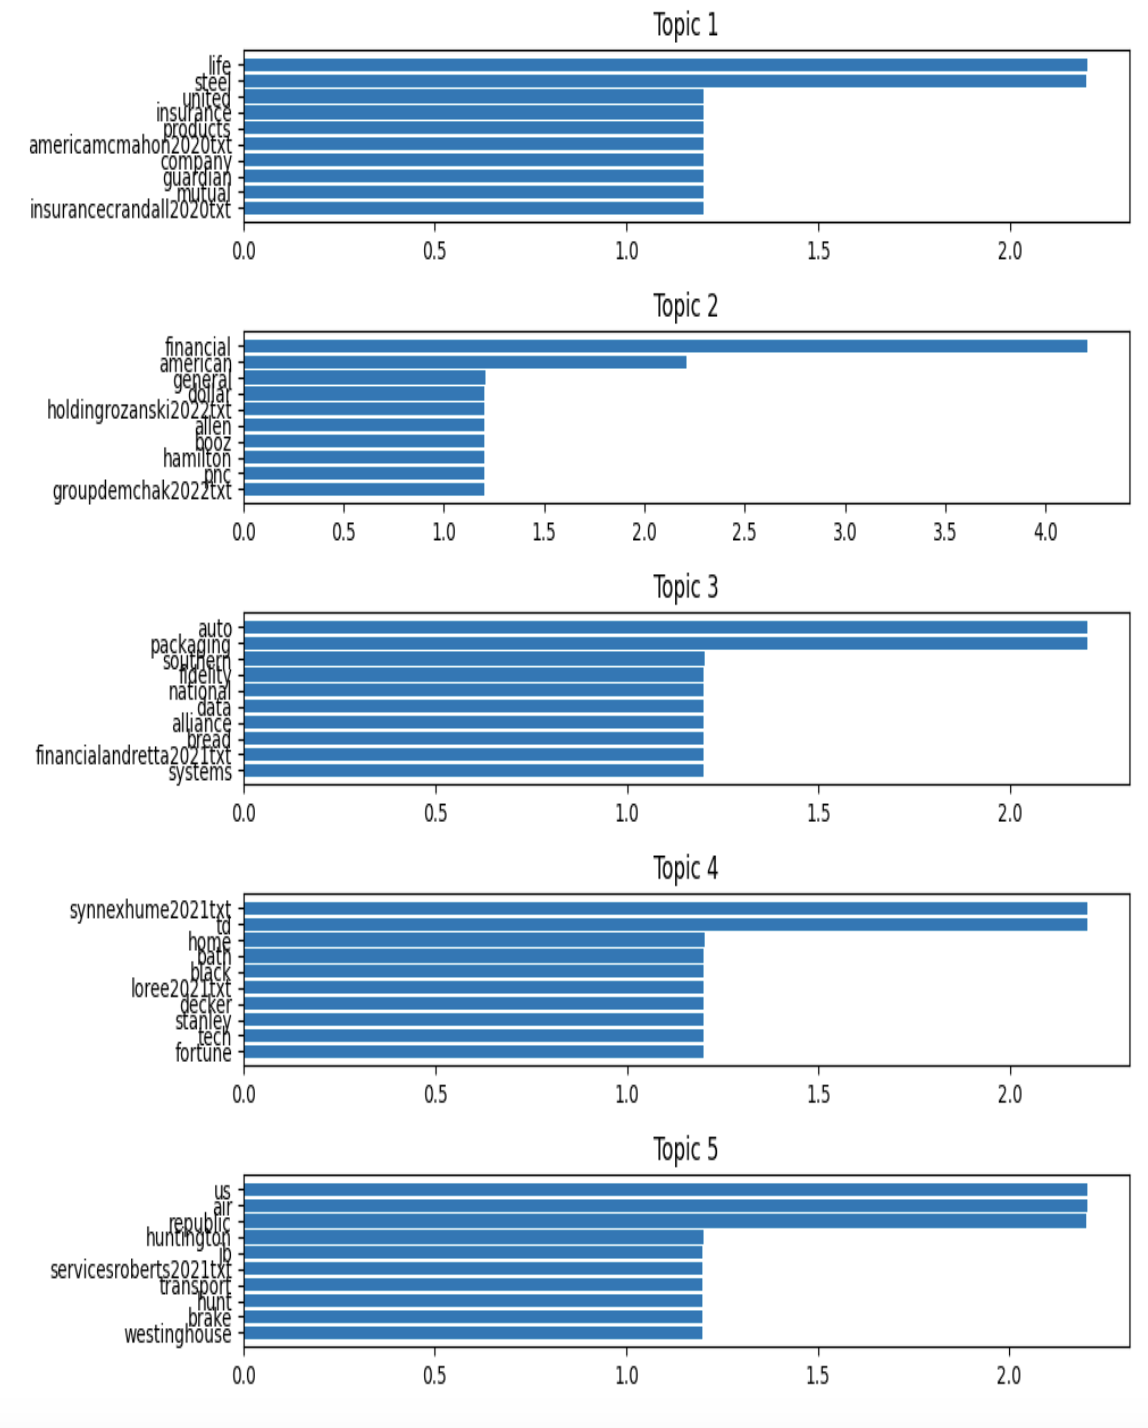 Topic 1
life
steel
united
insurance
products
americamcmahon2020txt
company
guardian
mutual
insurancecrandall2020txt
0.0 0.5 1.0 1.5 2.0
Topic 2
financial
american
general
dollar
holdingrozanski2022txt
allen
booz
hamilton
pnc
groupdemchak2022txt
0.0 0.5 1.0 1.5 2.0 2.5 3.0 3.5 4.0
Topic 3
auto
packaging
southern
fidelity
national
data
alliance
bread
financialandretta2021txt
systems
0.0 0.5 1.0 1.5 2.0
Topic 4
synnexhume2021txt
td
home
bath
black
loree2021txt
decker
stanley
tech
fortune
0.0 0.5 1.0 1.5 2.0
Topic 5
us
air
republic
huntington
jb
servicesroberts2021txt
transport
hunt
brake
westinghouse
0.0 0.5 1.0 1.5 2.0